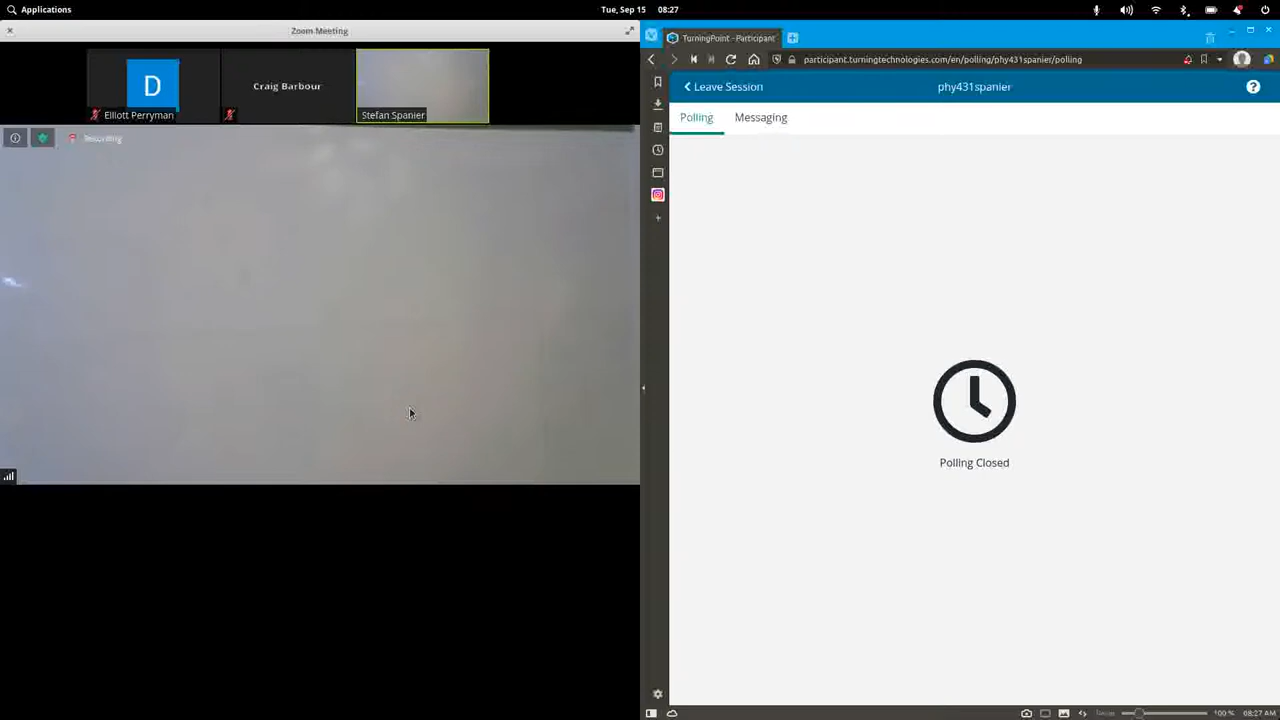 Applications
Tue, Sep 15 08:27
Zoom Meeting
D
Elliott Perryman
Craig Barbour
Stefan Spanier
Recording
TurningPoint - Participant
participant.turningtechnologies.com/en/polling/phy431spanier/polling
Leave Session
phy431spanier
?
Polling
Messaging
Polling Closed
100 %
08:27 AM